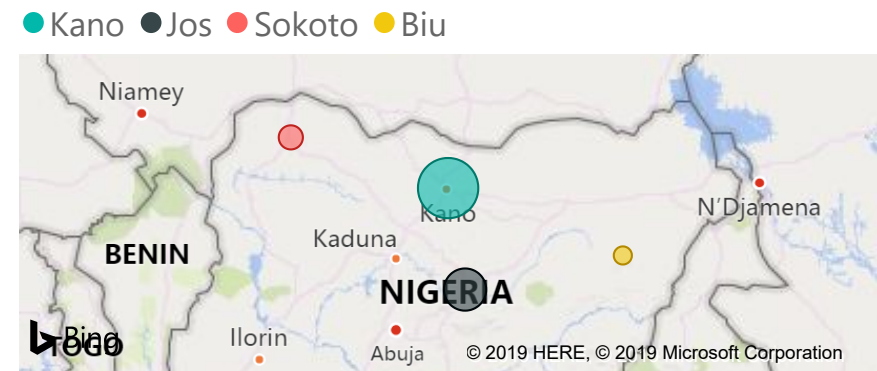 Kano Jos Sokoto Biu
Niamey
Kano
N'Djamena
Kaduna
BENIN
NIGERIA
Bing
TOGO
Ilorin
Abuja
© 2019 HERE, © 2019 Microsoft Corporation